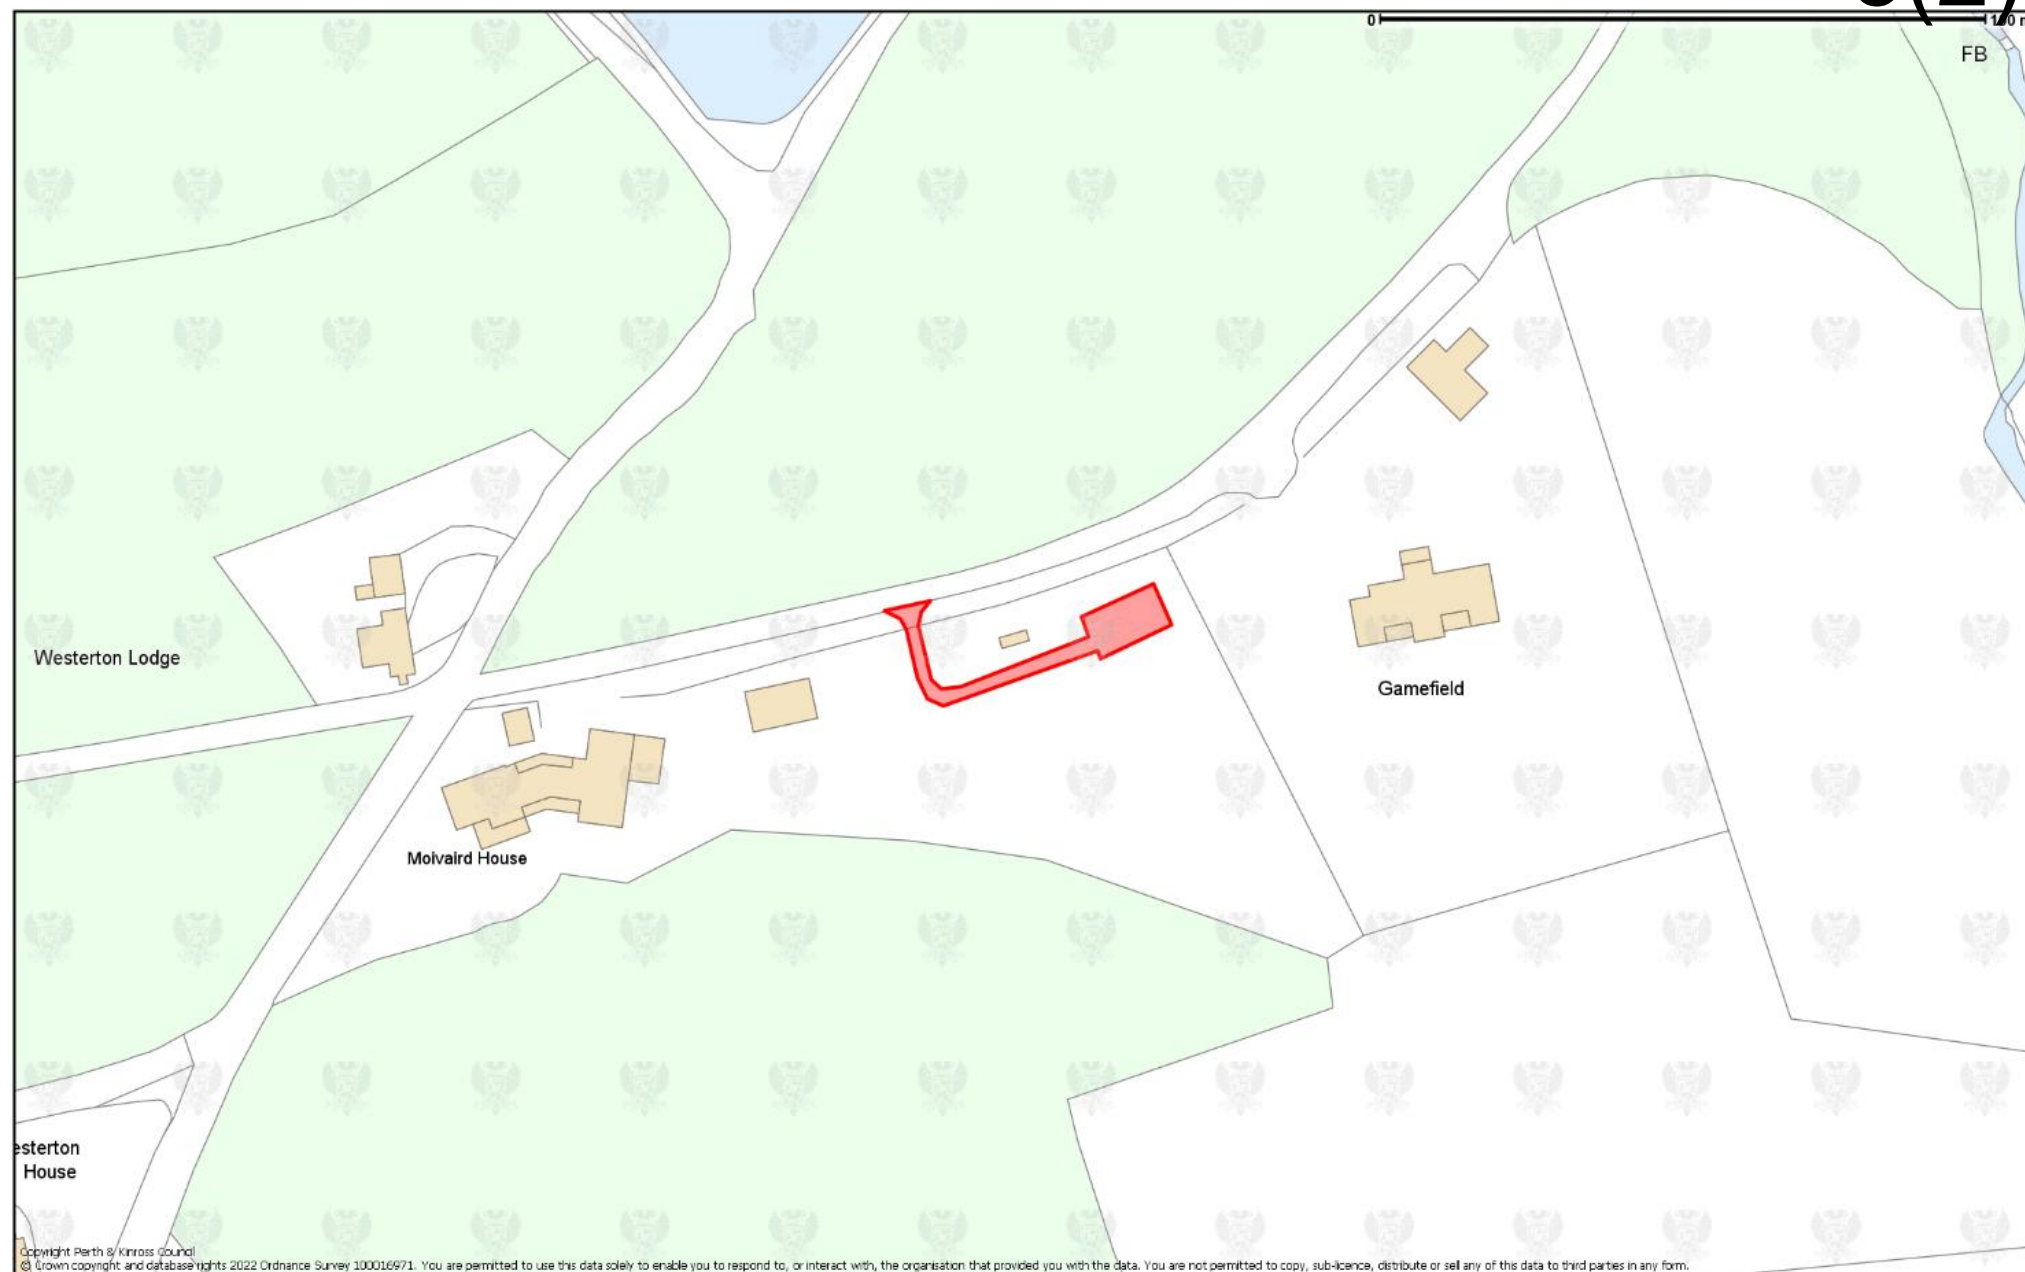 0
FB
Westerton Lodge
Gamefield
Moivaird House
esterton
House
Copyright Perth & Kinross Council
© Crown copyright and database rights 2022 Ordnance Survey 100016971. You are permitted to use this data solely to enable you to respond to, or interact with, the organisation that provided you with the data. You are not permitted to copy, sub-licence, distribute or sell any of this data to third parties in any form.